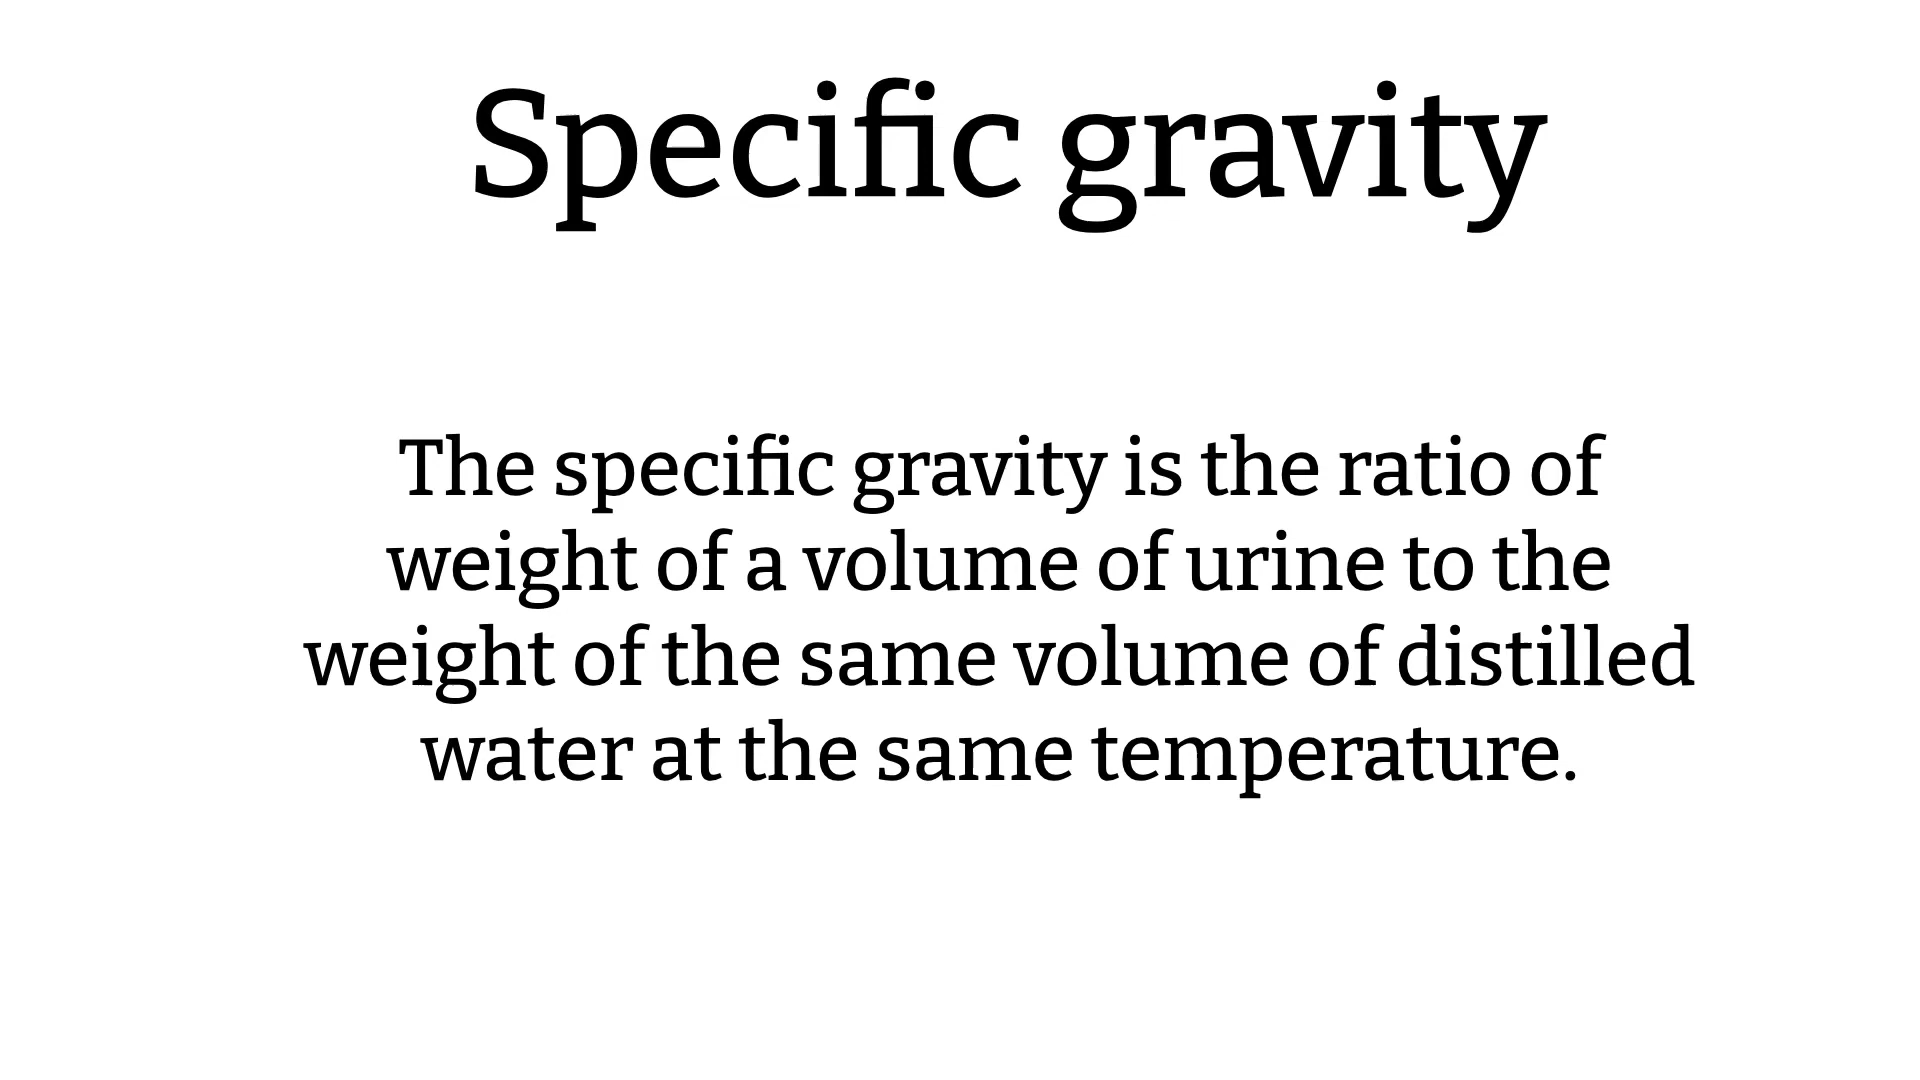 Specific gravity
The specific gravity is the ratio of
weight of a volume of urine to the
weight of the same volume of distilled
water at the same temperature.